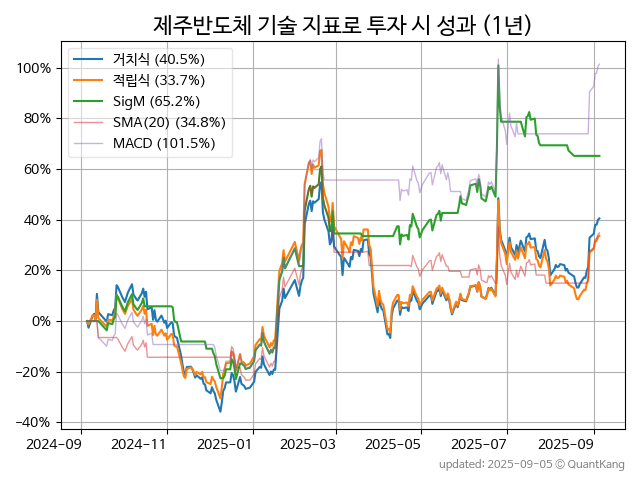 제주반도체 기술 지표로 투자 시 성과 (1년)
거치식 (40.5%)
적립식 (33.7%)
SigM (65.2%)
SMA(20) (34.8%)
MACD (101.5%)
100%
80%
60%
40%
20%
0%
−20%
−40%
2024-09
2024-11
2025-01
2025-03
2025-05
2025-07
2025-09
updated: 2025-09-05 © QuantKang